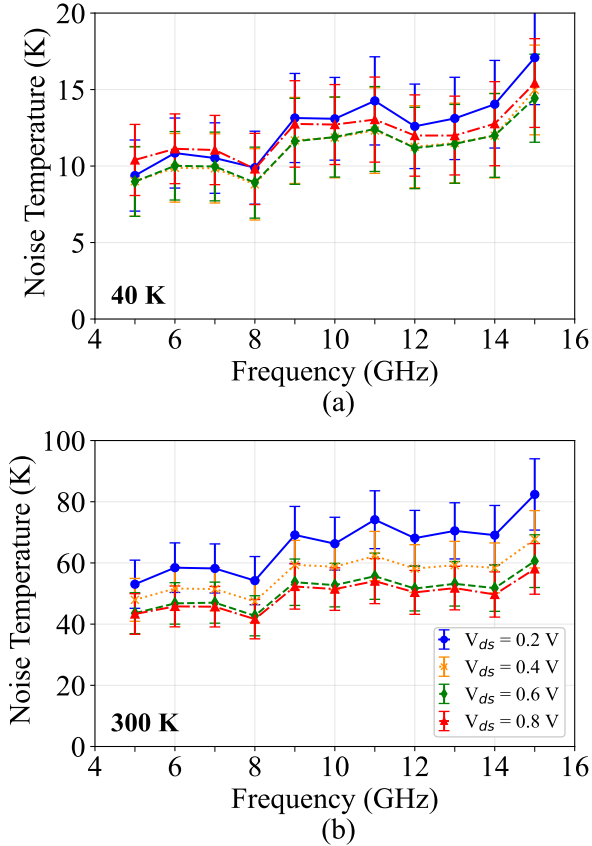 20
15
10
5
0
Noise Temperature (K)
40 K
4 6 8 10 12 14 16
Frequency (GHz)
(a)
100
80
60
40
20
0
Noise Temperature (K)
300 K
V_ds = 0.2 V
V_ds = 0.4 V
V_ds = 0.6 V
V_ds = 0.8 V
4 6 8 10 12 14 16
Frequency (GHz)
(b)